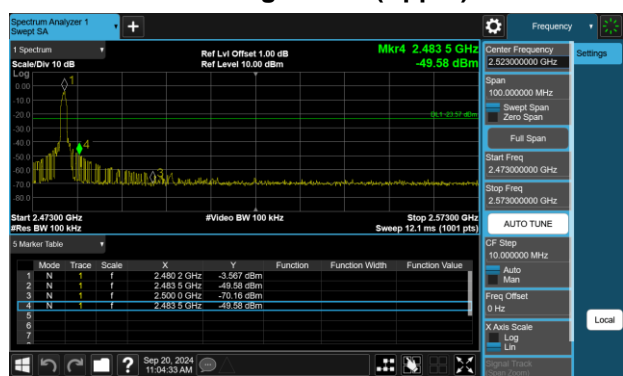 Spectrum Analyzer 1
Swept SA
Frequency
1 Spectrum
Scale/Div 10 dB
Log
Ref Lvl Offset 1.00 dB
Ref Level 10.00 dBm
Mkr4 2.483 5 GHz
-49.58 dBm
0.00
-10.0
-20.0
-30.0
-40.0
-50.0
-60.0
-70.0
-80.0
1
4
3
DL1 -23.57 dBm
Start 2.47300 GHz
#Res BW 100 kHz
#Video BW 100 kHz
Stop 2.57300 GHz
Sweep 12.1 ms (1001 pts)
5 Marker Table
Mode Trace Scale X Y Function Function Width Function Value
1 N 1 f 2.480 2 GHz -3.567 dBm
2 N 1 f 2.483 5 GHz -49.58 dBm
3 N 1 f 2.500 0 GHz -70.16 dBm
4 N 1 f 2.483 5 GHz -49.58 dBm
5
6
7
Sep 20, 2024
11:04:33 AM
Center Frequency
2.523000000 GHz
Settings
Span
100.000000 MHz
Swept Span
Zero Span
Full Span
Start Freq
2.473000000 GHz
Stop Freq
2.573000000 GHz
AUTO TUNE
CF Step
10.000000 MHz
Auto
Man
Freq Offset
0 Hz
X Axis Scale
Log
Lin
Local
Signal Track
(Span Zoom)